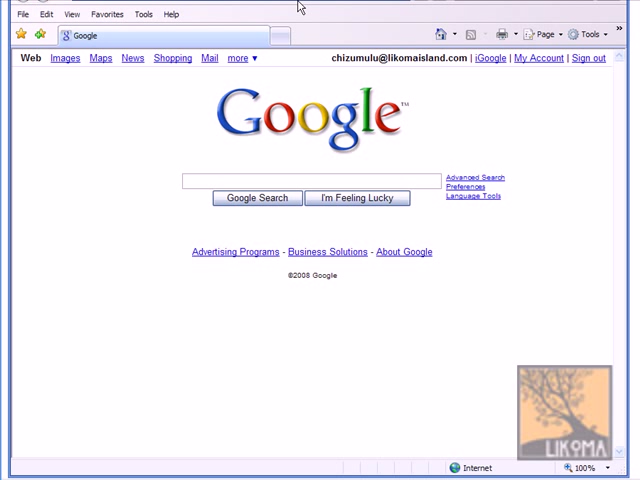 File Edit View Favorites Tools Help
Google Page Tools »
Web Images Maps News Shopping Mail more ▼ chizumulu@likomaisland.com | iGoogle | My Account | Sign out
Google™
Advanced Search
Preferences
Language Tools
Google Search I'm Feeling Lucky
Advertising Programs - Business Solutions - About Google
©2008 Google
LIKOMA
Internet 100%